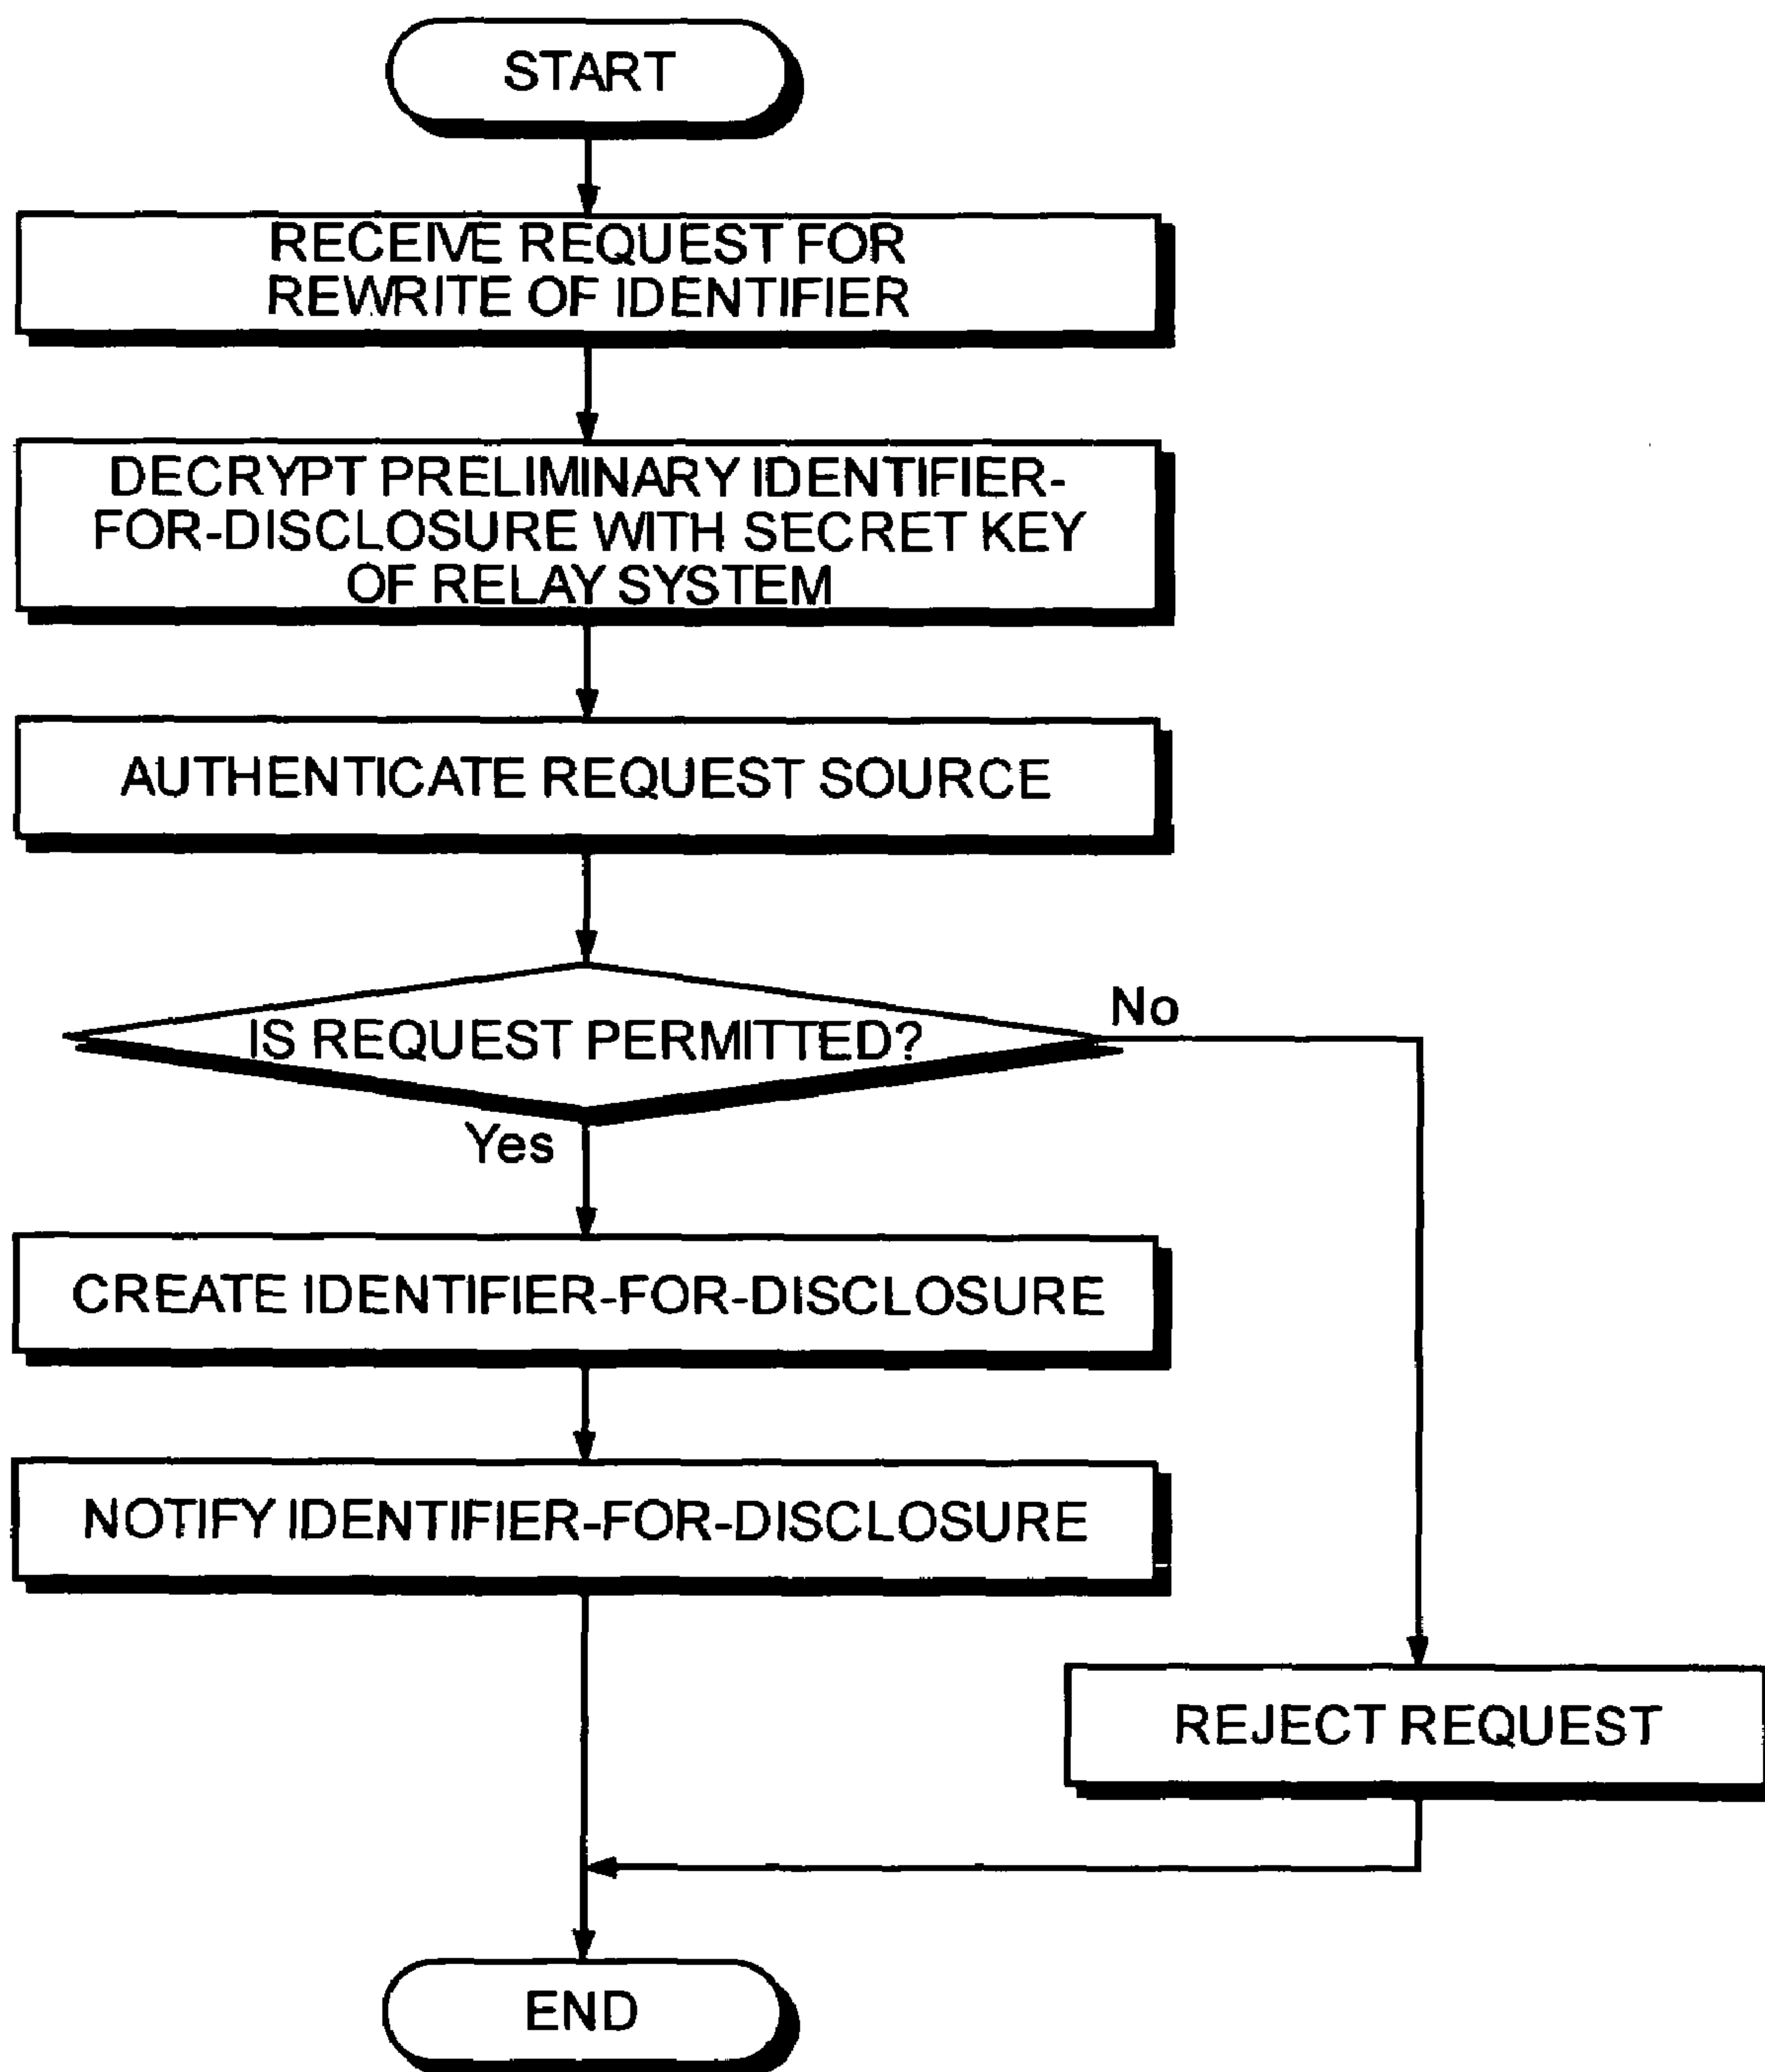 START
RECEIVE REQUEST FOR
REWRITE OF IDENTIFIER
DECRYPT PRELIMINARY IDENTIFIER-
FOR-DISCLOSURE WITH SECRET KEY
OF RELAY SYSTEM
AUTHENTICATE REQUEST SOURCE
IS REQUEST PERMITTED?
No
Yes
CREATE IDENTIFIER-FOR-DISCLOSURE
NOTIFY IDENTIFIER-FOR-DISCLOSURE
REJECT REQUEST
END